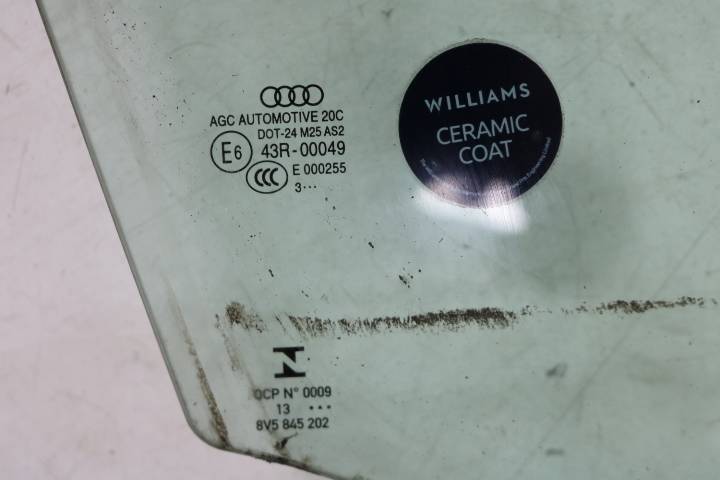 AGC AUTOMOTIVE 20C
DOT-24 M25 AS2
E6 43R-00049
CCC E 000255
3···
WILLIAMS
CERAMIC
COAT
OCP N° 0009
13 ···
8V5 845 202